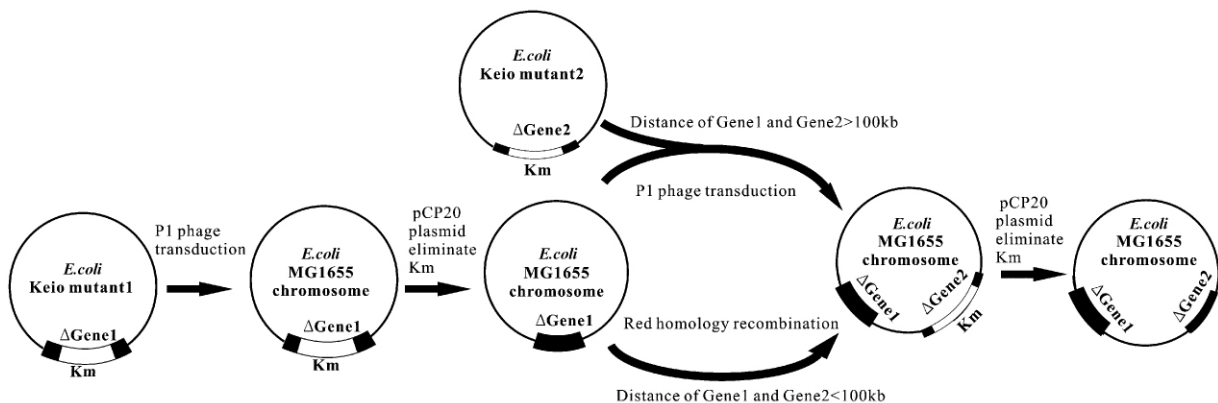 E.coli
Keio mutant1
ΔGene1
Km
P1 phage
transduction
E.coli
MG1655
chromosome
ΔGene1
Km
pCP20
plasmid
eliminate
Km
E.coli
Keio mutant2
ΔGene2
Km
E.coli
MG1655
chromosome
ΔGene1
Distance of Gene1 and Gene2>100kb
P1 phage transduction
Red homology recombination
Distance of Gene1 and Gene2<100kb
E.coli
MG1655
chromosome
ΔGene1
ΔGene2
Km
pCP20
plasmid
eliminate
Km
E.coli
MG1655
chromosome
ΔGene1
ΔGene2